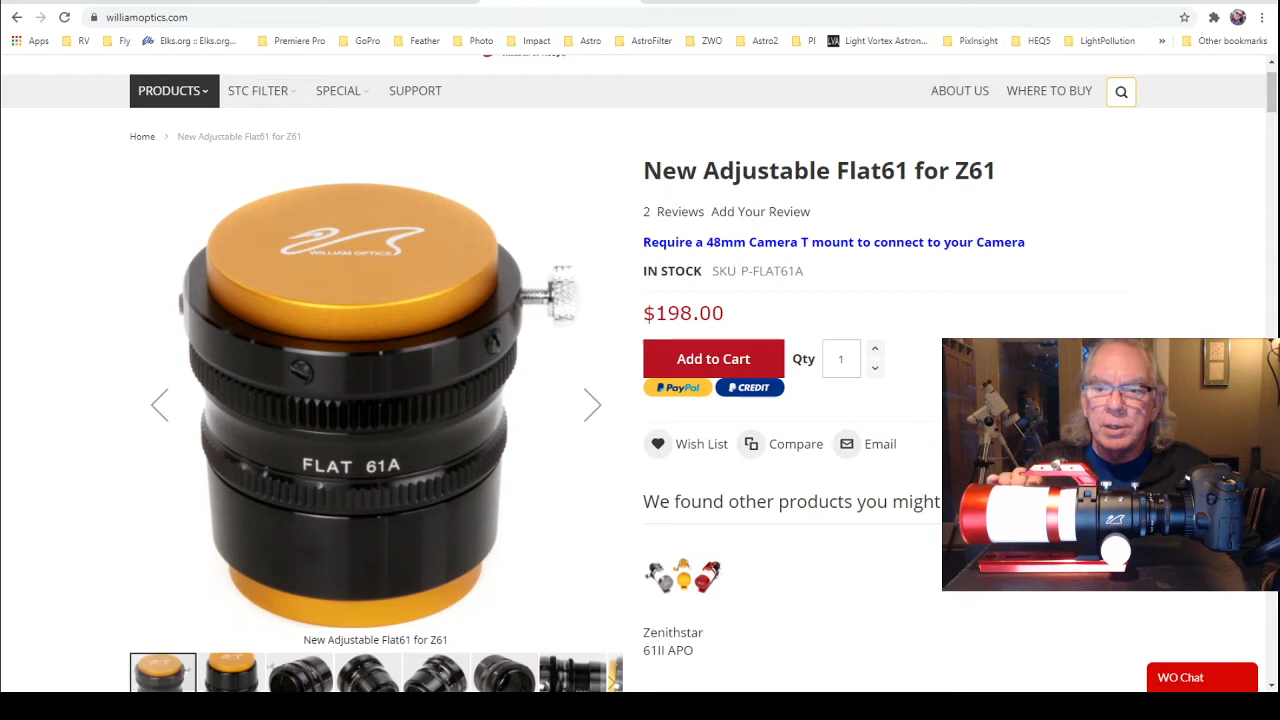 williamoptics.com
Apps RV Fly Elks.org :: Elks.org... Premiere Pro GoPro Feather Photo Impact Astro AstroFilter ZWO Astro2 PI LVA Light Vortex Astron... PixInsight HEQ5 LightPollution » Other bookmarks
PRODUCTS STC FILTER SPECIAL SUPPORT ABOUT US WHERE TO BUY
Home > New Adjustable Flat61 for Z61
WILLIAM OPTICS
FLAT 61A
New Adjustable Flat61 for Z61
New Adjustable Flat61 for Z61
2 Reviews Add Your Review
Require a 48mm Camera T mount to connect to your Camera
IN STOCK SKU P-FLAT61A
$198.00
Add to Cart Qty 1
PayPal CREDIT
Wish List Compare Email
We found other products you might
Zenithstar
61II APO
WO Chat